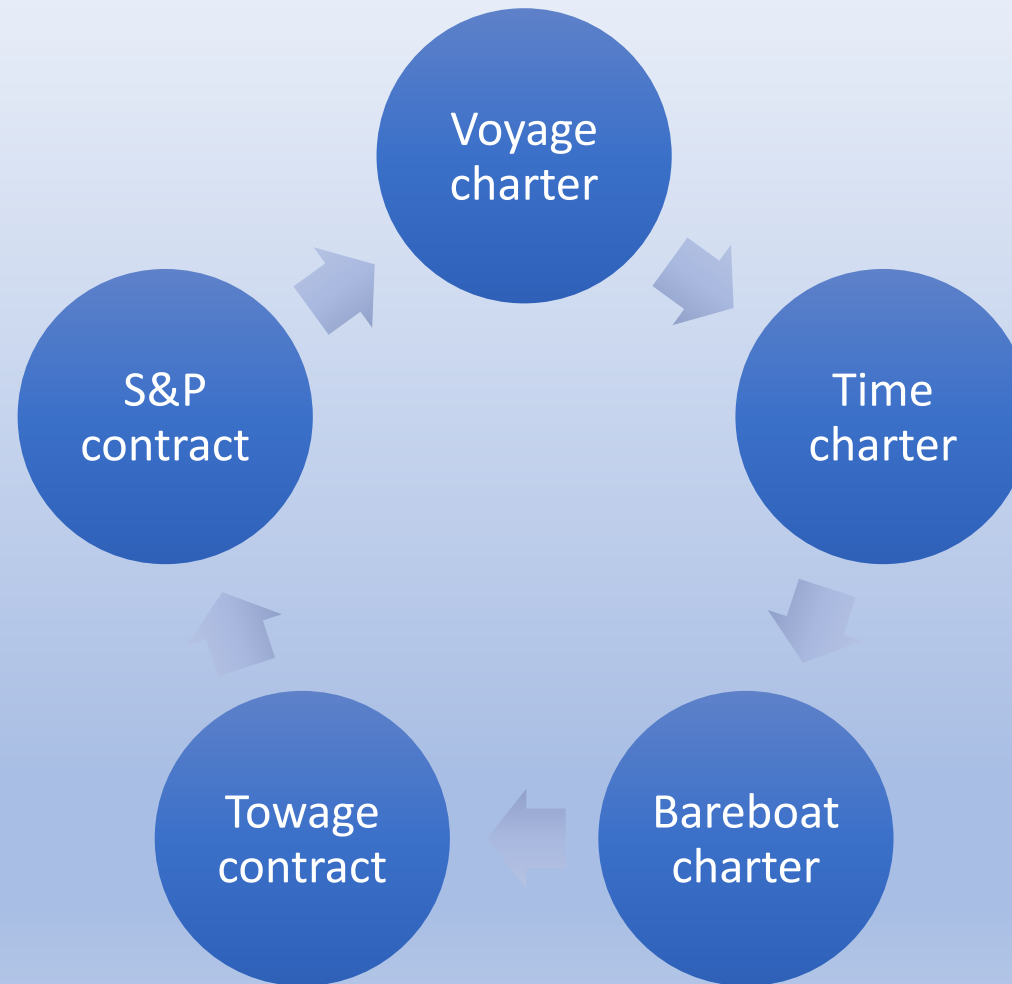 Voyage
charter
Time
charter
Bareboat
charter
Towage
contract
S&P
contract